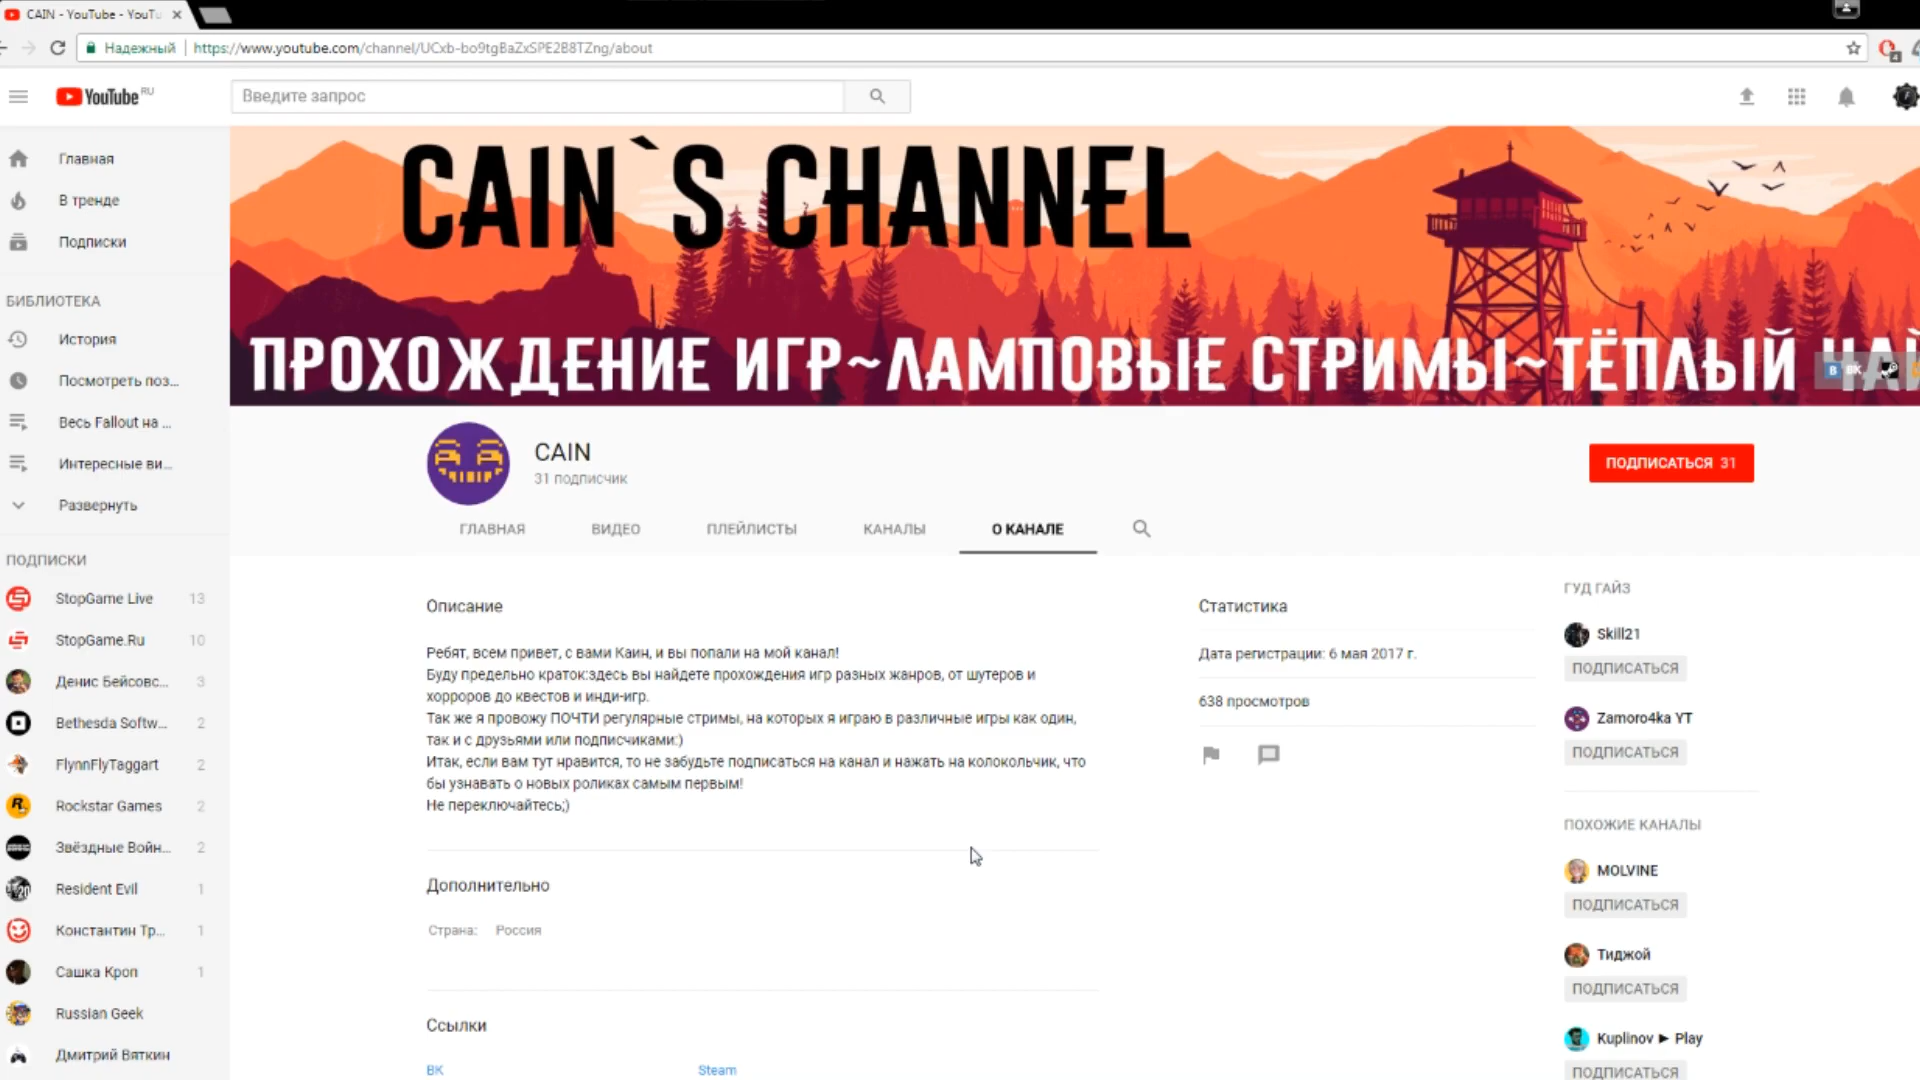 CAIN - YouTube - YouTu
Надежный
https://www.youtube.com/channel/UCxb-bo9tgBaZxSPE2B8TZng/about
4
YouTube RU
Введите запрос
Главная
В тренде
Подписки
БИБЛИОТЕКА
История
Посмотреть поз...
Весь Fallout на ...
Интересные ви...
Развернуть
ПОДПИСКИ
StopGame Live 13
StopGame.Ru 10
Денис Бейсовс... 3
Bethesda Softw... 2
FlynnFlyTaggart 2
Rockstar Games 2
Звёздные Войн... 2
Resident Evil 1
Константин Тр... 1
Сашка Кроп 1
Russian Geek
Дмитрий Вяткин
CAIN`S CHANNEL
ПРОХОЖДЕНИЕ ИГР~ЛАМПОВЫЕ СТРИМЫ~ТЁПЛЫЙ ЧАЙ
ВК
CAIN
31 подписчик
ПОДПИСАТЬСЯ 31
ГЛАВНАЯ ВИДЕО ПЛЕЙЛИСТЫ КАНАЛЫ О КАНАЛЕ
Описание
Ребят, всем привет, с вами Каин, и вы попали на мой канал!
Буду предельно краток:здесь вы найдете прохождения игр разных жанров, от шутеров и
хорроров до квестов и инди-игр.
Так же я провожу ПОЧТИ регулярные стримы, на которых я играю в различные игры как один,
так и с друзьями или подписчиками:)
Итак, если вам тут нравится, то не забудьте подписаться на канал и нажать на колокольчик, что
бы узнавать о новых роликах самым первым!
Не переключайтесь;)
Дополнительно
Страна: Россия
Ссылки
ВК Steam
Статистика
Дата регистрации: 6 мая 2017 г.
638 просмотров
ГУД ГАЙЗ
Skill21
ПОДПИСАТЬСЯ
Zamoro4ka YT
ПОДПИСАТЬСЯ
ПОХОЖИЕ КАНАЛЫ
MOLVINE
ПОДПИСАТЬСЯ
Тиджой
ПОДПИСАТЬСЯ
Kuplinov ► Play
ПОДПИСАТЬСЯ